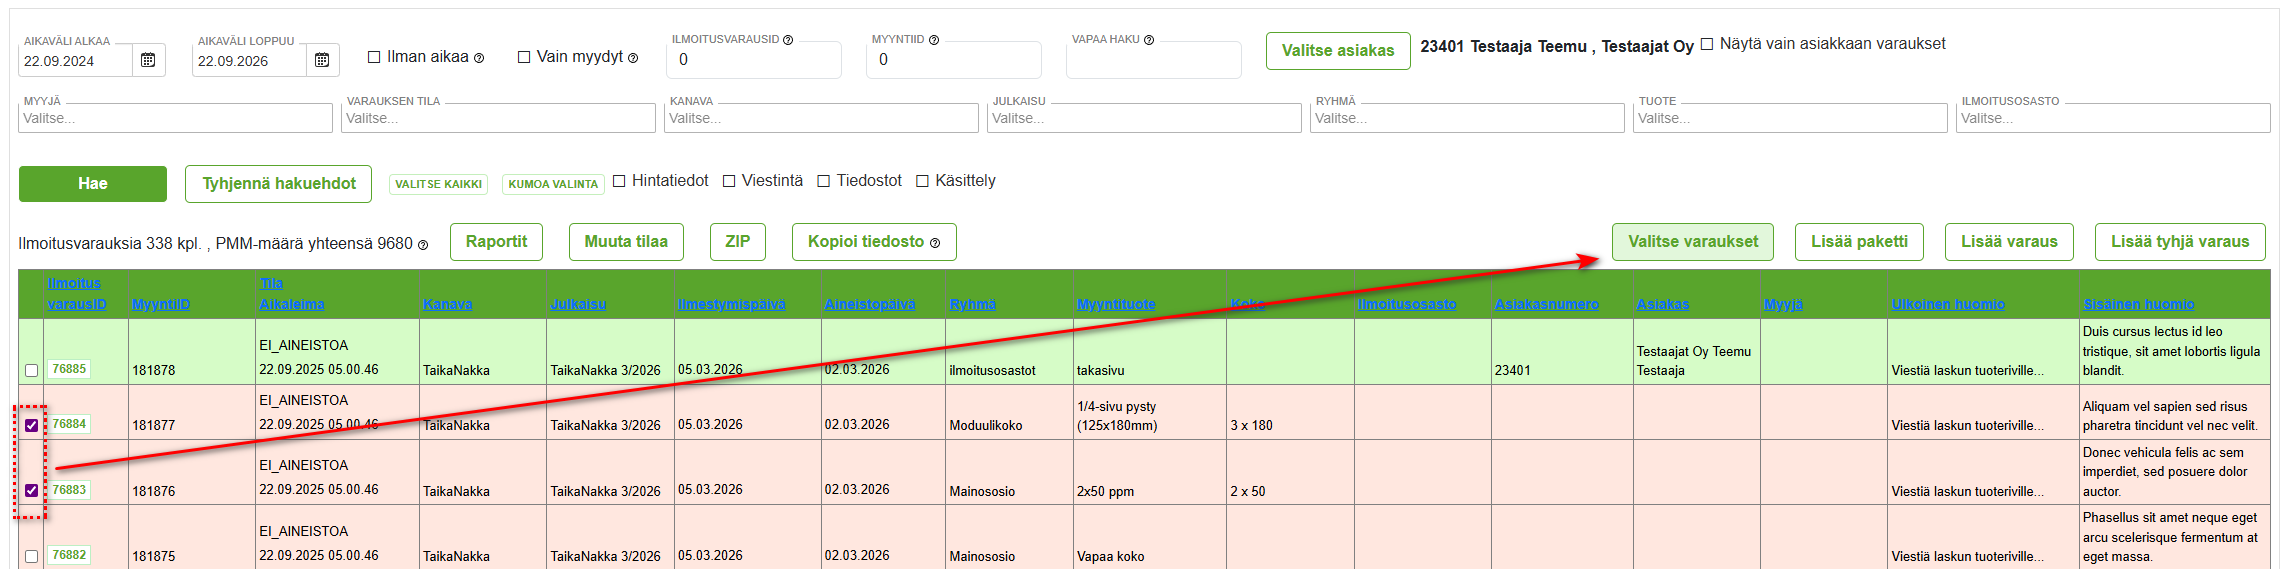 AIKAVÄLI ALKAA
22.09.2024
AIKAVÄLI LOPPUU
22.09.2026
Ilman aikaa
Vain myydyt
ILMOITUSVARAUSID
0
MYYNTIID
0
VAPAA HAKU
Valitse asiakas
23401 Testaaja Teemu , Testaajat Oy
Näytä vain asiakkaan varaukset
MYYJÄ
Valitse...
VARAUKSEN TILA
Valitse...
KANAVA
Valitse...
JULKAISU
Valitse...
RYHMÄ
Valitse...
TUOTE
Valitse...
ILMOITUSOSASTO
Valitse...
Hae
Tyhjennä hakuehdot
VALITSE KAIKKI
KUMOA VALINTA
Hintatiedot
Viestintä
Tiedostot
Käsittely
Ilmoitusvarauksia 338 kpl. , PMM-määrä yhteensä 9680
Raportit
Muuta tilaa
ZIP
Kopioi tiedosto
Valitse varaukset
Lisää paketti
Lisää varaus
Lisää tyhjä varaus
Ilmoitus
varausID
MyyntiID
Tila
Aikaleima
Kanava
Julkaisu
Ilmestymispäivä
Aineistopäivä
Ryhmä
Myyntituote
Koko
Ilmoitusosasto
Asiakasnumero
Asiakas
Myyjä
Ulkoinen huomio
Sisäinen huomio
76885
181878
EI_AINEISTOA
22.09.2025 05.00.46
TaikaNakka
TaikaNakka 3/2026
05.03.2026
02.03.2026
ilmoitusosastot
takasivu
23401
Testaajat Oy Teemu
Testaaja
Viestiä laskun tuoteriville...
Duis cursus lectus id leo
tristique, sit amet lobortis ligula
blandit.
76884
181877
EI_AINEISTOA
22.09.2025 05.00.46
TaikaNakka
TaikaNakka 3/2026
05.03.2026
02.03.2026
Moduulikoko
1/4-sivu pysty
(125x180mm)
3 x 180
Viestiä laskun tuoteriville...
Aliquam vel sapien sed risus
pharetra tincidunt vel nec velit.
76883
181876
EI_AINEISTOA
22.09.2025 05.00.46
TaikaNakka
TaikaNakka 3/2026
05.03.2026
02.03.2026
Mainososio
2x50 ppm
2 x 50
Viestiä laskun tuoteriville...
Donec vehicula felis ac sem
imperdiet, sed posuere dolor
auctor.
76882
181875
EI_AINEISTOA
22.09.2025 05.00.46
TaikaNakka
TaikaNakka 3/2026
05.03.2026
02.03.2026
Mainososio
Vapaa koko
Viestiä laskun tuoteriville...
Phasellus sit amet neque eget
arcu scelerisque fermentum at
eget massa.